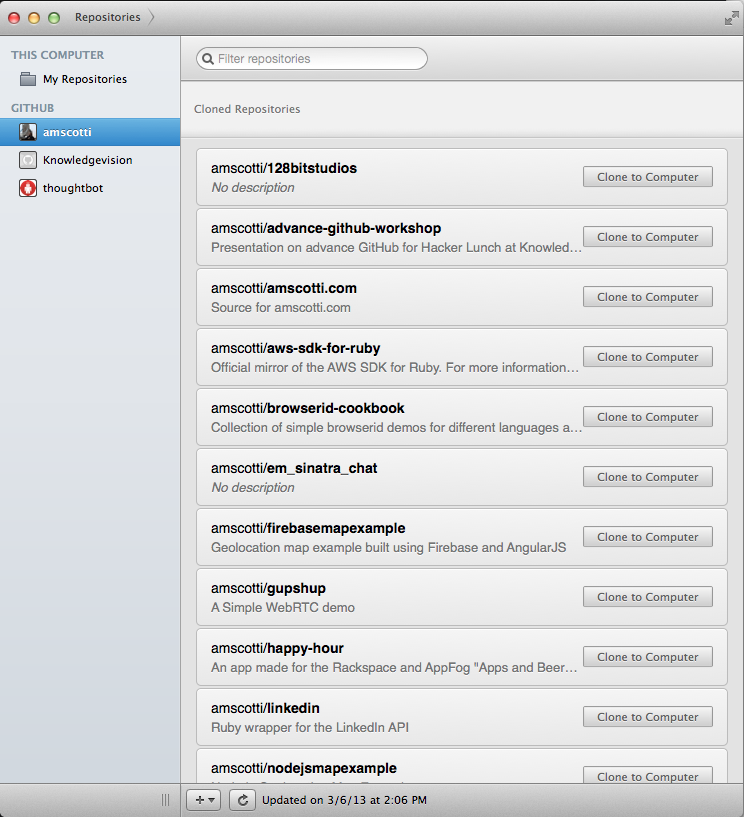 Repositories
THIS COMPUTER
My Repositories
GITHUB
amscotti
Knowledgevision
thoughtbot
Filter repositories
Cloned Repositories
amscotti/128bitstudios
No description
Clone to Computer
amscotti/advance-github-workshop
Presentation on advance GitHub for Hacker Lunch at Knowled...
Clone to Computer
amscotti/amscotti.com
Source for amscotti.com
Clone to Computer
amscotti/aws-sdk-for-ruby
Official mirror of the AWS SDK for Ruby. For more information...
Clone to Computer
amscotti/browserid-cookbook
Collection of simple browserid demos for different languages a...
Clone to Computer
amscotti/em_sinatra_chat
No description
Clone to Computer
amscotti/firebasemapexample
Geolocation map example built using Firebase and AngularJS
Clone to Computer
amscotti/gupshup
A Simple WebRTC demo
Clone to Computer
amscotti/happy-hour
An app made for the Rackspace and AppFog "Apps and Beer...
Clone to Computer
amscotti/linkedin
Ruby wrapper for the LinkedIn API
Clone to Computer
amscotti/nodejsmapexample
Clone to Computer
Updated on 3/6/13 at 2:06 PM